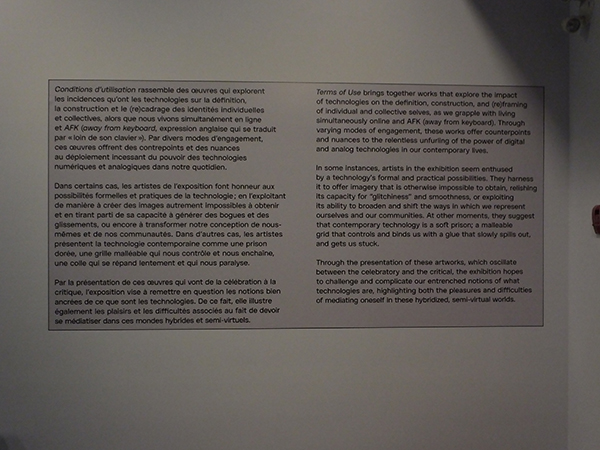 Conditions d'utilisation rassemble des œuvres qui explorent
les incidences qu'ont les technologies sur la définition,
la construction et le (re)cadrage des identités individuelles
et collectives, alors que nous vivons simultanément en ligne
et AFK (away from keyboard, expression anglaise qui se traduit
par « loin de son clavier »). Par divers modes d'engagement,
ces œuvres offrent des contrepoints et des nuances
au déploiement incessant du pouvoir des technologies
numériques et analogiques dans notre quotidien.
Dans certains cas, les artistes de l'exposition font honneur aux
possibilités formelles et pratiques de la technologie; en l'exploitant
de manière à créer des images autrement impossibles à obtenir
et en tirant parti de sa capacité à générer des bogues et des
glissements, ou encore à transformer notre conception de nous-
mêmes et de nos communautés. Dans d'autres cas, les artistes
présentent la technologie contemporaine comme une prison
dorée, une grille malléable qui nous contrôle et nous enchaîne,
une colle qui se répand lentement et qui nous paralyse.
Par la présentation de ces œuvres qui vont de la célébration à la
critique, l'exposition vise à remettre en question les notions bien
ancrées de ce que sont les technologies. De ce fait, elle illustre
également les plaisirs et les difficultés associés au fait de devoir
se médiatiser dans ces mondes hybrides et semi-virtuels.
Terms of Use brings together works that explore the impact
of technologies on the definition, construction, and (re)framing
of individual and collective selves, as we grapple with living
simultaneously online and AFK (away from keyboard). Through
varying modes of engagement, these works offer counterpoints
and nuances to the relentless unfurling of the power of digital
and analog technologies in our contemporary lives.
In some instances, artists in the exhibition seem enthused
by a technology's formal and practical possibilities. They harness
it to offer imagery that is otherwise impossible to obtain, relishing
its capacity for "glitchiness" and smoothness, or exploiting
its ability to broaden and shift the ways in which we represent
ourselves and our communities. At other moments, they suggest
that contemporary technology is a soft prison; a malleable
grid that controls and binds us with a glue that slowly spills out,
and gets us stuck.
Through the presentation of these artworks, which oscillate
between the celebratory and the critical, the exhibition hopes
to challenge and complicate our entrenched notions of what
technologies are, highlighting both the pleasures and difficulties
of mediating oneself in these hybridized, semi-virtual worlds.